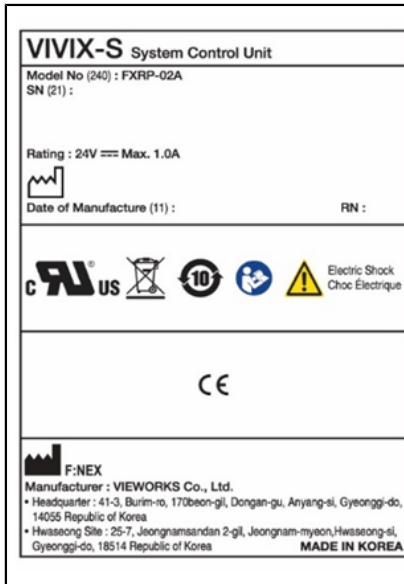 VIVIX-S System Control Unit
Model No (240) : FXRP-02A
SN (21) :
Rating : 24V ⎓ Max. 1.0A
Date of Manufacture (11) : RN :
c RU ® US 10 Electric Shock
Choc Électrique
CE
F:NEX
Manufacturer : VIEWORKS Co., Ltd.
• Headquarter : 41-3, Burim-ro, 170beon-gil, Dongan-gu, Anyang-si, Gyeonggi-do,
14055 Republic of Korea
• Hwaseong Site : 25-7, Jeongnamsandan 2-gil, Jeongnam-myeon,Hwaseong-si,
Gyeonggi-do, 18514 Republic of Korea MADE IN KOREA